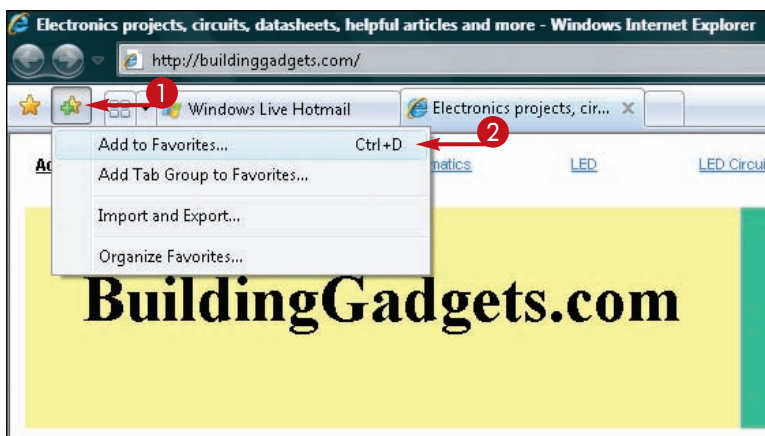 Electronics projects, circuits, datasheets, helpful articles and more - Windows Internet Explorer
http://buildinggadgets.com/
1
Windows Live Hotmail
Electronics projects, cir...
Add to Favorites... Ctrl+D
2
Add Tab Group to Favorites...
matics
LED
LED Circui
Import and Export...
Organize Favorites...
BuildingGadgets.com